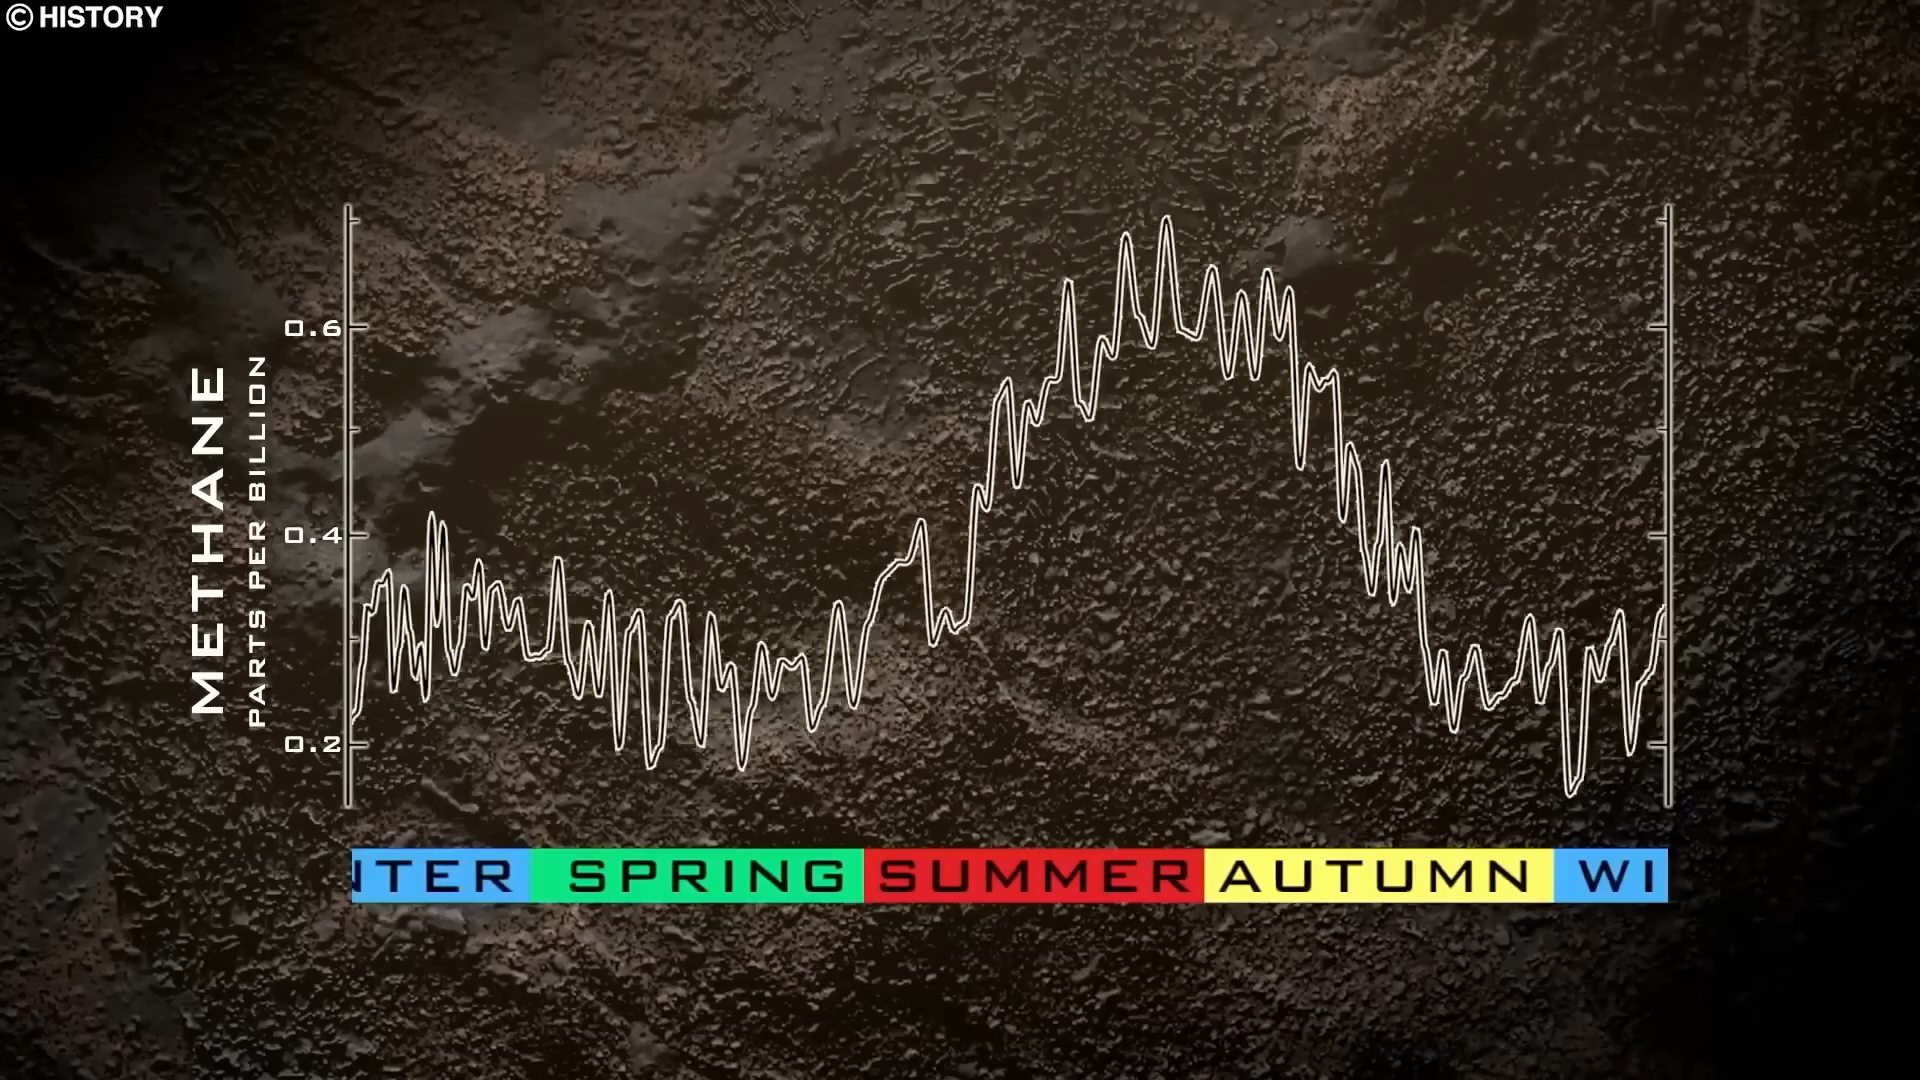 © HISTORY
METHANE
PARTS PER BILLION
0.6
0.4
0.2
NTER SPRING SUMMER AUTUMN WI